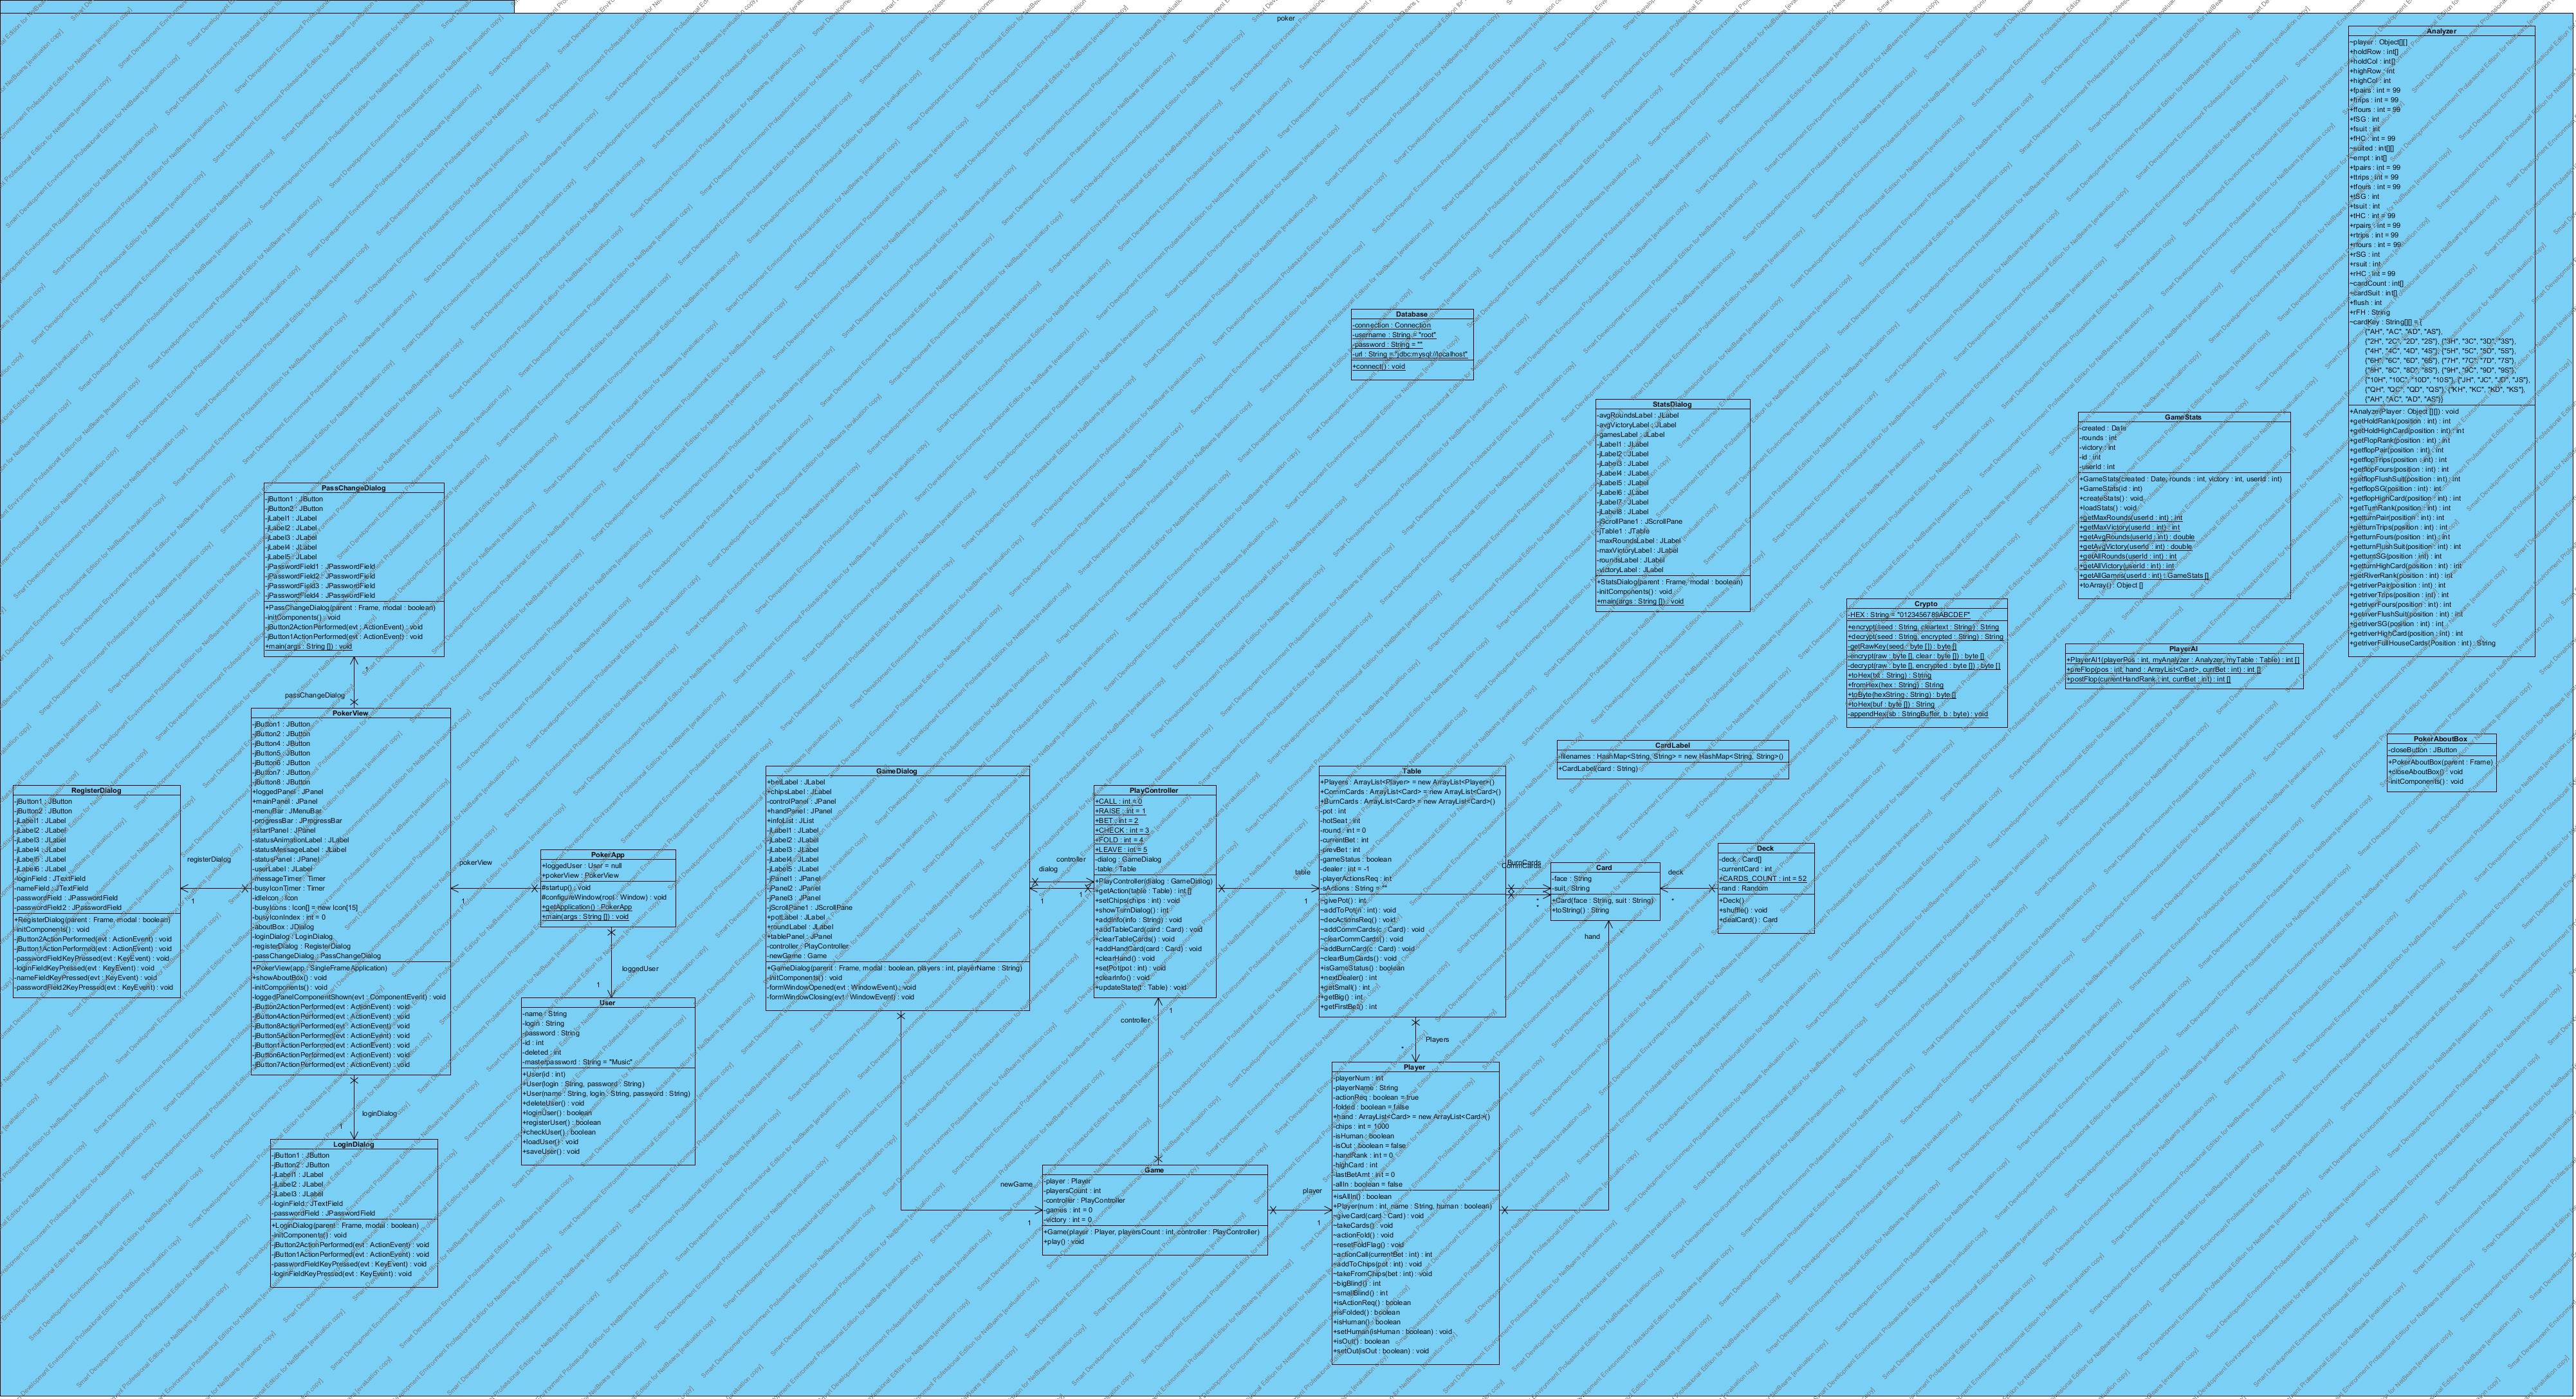 poker
Analyzer
~player : Object[][]
+holdRow : int[]
+holdCol : int[]
+highRow : int
+highCol : int
+fpairs : int = 99
+ftrips : int = 99
+ffours : int = 99
+fSG : int
+fsuit : int
+fHC : int = 99
~suited : int[][]
~empt : int[]
+tpairs : int = 99
+ttrips : int = 99
+tfours : int = 99
+tSG : int
+tsuit : int
+tHC : int = 99
+rpairs : int = 99
+rtrips : int = 99
+rfours : int = 99
+rSG : int
+rsuit : int
+rHC : int = 99
~cardCount : int[]
~cardSuit : int[]
+flush : int
+rFH : String
~cardKey : String[][] = {
{"AH", "AC", "AD", "AS"},
{"2H", "2C", "2D", "2S"}, {"3H", "3C", "3D", "3S"},
{"4H", "4C", "4D", "4S"}, {"5H", "5C", "5D", "5S"},
{"6H", "6C", "6D", "6S"}, {"7H", "7C", "7D", "7S"},
{"8H", "8C", "8D", "8S"}, {"9H", "9C", "9D", "9S"},
{"10H", "10C", "10D", "10S"}, {"JH", "JC", "JD", "JS"},
{"QH", "QC", "QD", "QS"}, {"KH", "KC", "KD", "KS"},
{"AH", "AC", "AD", "AS"}}
+Analyze(Player : Object [][]) : void
+getHoldRank(position : int) : int
+getHoldHighCard(position : int) : int
+getFlopRank(position : int) : int
+getflopPair(position : int) : int
+getflopTrips(position : int) : int
+getflopFours(position : int) : int
+getflopFlushSuit(position : int) : int
+getflopSG(position : int) : int
+getflopHighCard(position : int) : int
+getTurnRank(position : int) : int
+getturnPair(position : int) : int
+getturnTrips(position : int) : int
+getturnFours(position : int) : int
+getturnFlushSuit(position : int) : int
+getturnSG(position : int) : int
+getturnHighCard(position : int) : int
+getRiverRank(position : int) : int
+getriverPair(position : int) : int
+getriverTrips(position : int) : int
+getriverFours(position : int) : int
+getriverFlushSuit(position : int) : int
+getriverSG(position : int) : int
+getriverHighCard(position : int) : int
+getriverFullHouseCards(Position : int) : String
Database
-connection : Connection
-username : String = "root"
-password : String = ""
-url : String = "jdbc:mysql://localhost"
+connect() : void
StatsDialog
-avgRoundsLabel : JLabel
-avgVictoryLabel : JLabel
-gamesLabel : JLabel
-jLabel1 : JLabel
-jLabel2 : JLabel
-jLabel3 : JLabel
-jLabel4 : JLabel
-jLabel5 : JLabel
-jLabel6 : JLabel
-jLabel7 : JLabel
-jLabel8 : JLabel
-jScrollPane1 : JScrollPane
-jTable1 : JTable
-maxRoundsLabel : JLabel
-maxVictoryLabel : JLabel
-roundsLabel : JLabel
-victoryLabel : JLabel
+StatsDialog(parent : Frame, modal : boolean)
-initComponents() : void
+main(args : String []) : void
GameStats
-created : Date
-rounds : int
-victory : int
-id : int
-userId : int
+GameStats(created : Date, rounds : int, victory : int, userId : int)
+GameStats(id : int)
+createStats() : void
+loadStats() : void
+getMaxRounds(userId : int) : int
+getMaxVictory(userId : int) : int
+getAvgRounds(userId : int) : double
+getAvgVictory(userId : int) : double
+getAllRounds(userId : int) : int
+getAllVictory(userId : int) : int
+getAllGames(userId : int) : GameStats []
+toArray() : Object []
PassChangeDialog
-jButton1 : JButton
-jButton2 : JButton
-jLabel1 : JLabel
-jLabel2 : JLabel
-jLabel3 : JLabel
-jLabel4 : JLabel
-jLabel5 : JLabel
-jPasswordField1 : JPasswordField
-jPasswordField2 : JPasswordField
-jPasswordField3 : JPasswordField
-jPasswordField4 : JPasswordField
+PassChangeDialog(parent : Frame, modal : boolean)
-initComponents() : void
-jButton2ActionPerformed(evt : ActionEvent) : void
-jButton1ActionPerformed(evt : ActionEvent) : void
+main(args : String []) : void
passChangeDialog
Crypto
-HEX : String = "0123456789ABCDEF"
+encrypt(seed : String, cleartext : String) : String
+decrypt(seed : String, encrypted : String) : String
-getRawKey(seed : byte []) : byte []
-encrypt(raw : byte [], clear : byte []) : byte []
-decrypt(raw : byte [], encrypted : byte []) : byte []
+toHex(txt : String) : String
+fromHex(hex : String) : String
+toByte(hexString : String) : byte []
+toHex(buf : byte []) : String
-appendHex(sb : StringBuffer, b : byte) : void
PlayerAI
+PlayerAI1(playerPos : int, myAnalyzer : Analyzer, myTable : Table) : int []
+preFlop(pos : int, hand : ArrayList<Card>, currBet : int) : int []
+postFlop(currentHandRank : int, currBet : int) : int []
PokerAboutBox
-closeButton : JButton
+PokerAboutBox(parent : Frame)
+closeAboutBox() : void
-initComponents() : void
CardLabel
-filenames : HashMap<String, String> = new HashMap<String, String>()
+CardLabel(card : String)
PokerView
-jButton1 : JButton
-jButton2 : JButton
-jButton4 : JButton
-jButton5 : JButton
-jButton6 : JButton
-jButton7 : JButton
-jButton8 : JButton
+loggedPanel : JPanel
+mainPanel : JPanel
-menuBar : JMenuBar
-progressBar : JProgressBar
+startPanel : JPanel
-statusAnimationLabel : JLabel
-statusMessageLabel : JLabel
-statusPanel : JPanel
-userLabel : JLabel
-messageTimer : Timer
-busyIconTimer : Timer
-idleIcon : Icon
-busyIcons : Icon[] = new Icon[15]
-busyIconIndex : int = 0
-aboutBox : JDialog
-loginDialog : LoginDialog
-registerDialog : RegisterDialog
-passChangeDialog : PassChangeDialog
+PokerView(app : SingleFrameApplication)
+showAboutBox() : void
-initComponents() : void
-loggedPanelComponentShown(evt : ComponentEvent) : void
-jButton2ActionPerformed(evt : ActionEvent) : void
-jButton4ActionPerformed(evt : ActionEvent) : void
-jButton8ActionPerformed(evt : ActionEvent) : void
-jButton5ActionPerformed(evt : ActionEvent) : void
-jButton1ActionPerformed(evt : ActionEvent) : void
-jButton6ActionPerformed(evt : ActionEvent) : void
-jButton7ActionPerformed(evt : ActionEvent) : void
RegisterDialog
-jButton1 : JButton
-jButton2 : JButton
-jLabel1 : JLabel
-jLabel2 : JLabel
-jLabel3 : JLabel
-jLabel4 : JLabel
-jLabel5 : JLabel
-jLabel6 : JLabel
-loginField : JTextField
-nameField : JTextField
-passwordField : JPasswordField
-passwordField2 : JPasswordField
+RegisterDialog(parent : Frame, modal : boolean)
-initComponents() : void
-jButton2ActionPerformed(evt : ActionEvent) : void
-jButton1ActionPerformed(evt : ActionEvent) : void
-passwordFieldKeyPressed(evt : KeyEvent) : void
-loginFieldKeyPressed(evt : KeyEvent) : void
-nameFieldKeyPressed(evt : KeyEvent) : void
-passwordField2KeyPressed(evt : KeyEvent) : void
registerDialog
1
pokerView
1
PokerApp
+loggedUser : User = null
+pokerView : PokerView
#startup() : void
#configureWindow(root : Window) : void
+getApplication() : PokerApp
+main(args : String []) : void
loggedUser
1
User
-name : String
-login : String
-password : String
-id : int
-deleted : int
-masterpassword : String = "Music"
+User(id : int)
+User(login : String, password : String)
+User(name : String, login : String, password : String)
+deleteUser() : void
+loginUser() : boolean
+registerUser() : boolean
+checkUser() : boolean
+loadUser() : void
+saveUser() : void
loginDialog
1
LoginDialog
-jButton1 : JButton
-jButton2 : JButton
-jLabel1 : JLabel
-jLabel2 : JLabel
-jLabel3 : JLabel
-loginField : JTextField
-passwordField : JPasswordField
+LoginDialog(parent : Frame, modal : boolean)
-initComponents() : void
-jButton2ActionPerformed(evt : ActionEvent) : void
-jButton1ActionPerformed(evt : ActionEvent) : void
-passwordFieldKeyPressed(evt : KeyEvent) : void
-loginFieldKeyPressed(evt : KeyEvent) : void
GameDialog
+betLabel : JLabel
+chipsLabel : JLabel
-controlPanel : JPanel
+handPanel : JPanel
+infoList : JList
-jLabel1 : JLabel
-jLabel2 : JLabel
-jLabel3 : JLabel
-jLabel4 : JLabel
-jLabel5 : JLabel
-jPanel1 : JPanel
-jPanel2 : JPanel
-jPanel3 : JPanel
-jScrollPane1 : JScrollPane
+potLabel : JLabel
+roundLabel : JLabel
+tablePanel : JPanel
-controller : PlayController
-newGame : Game
+GameDialog(parent : Frame, modal : boolean, players : int, playerName : String)
-initComponents() : void
-formWindowOpened(evt : WindowEvent) : void
-formWindowClosing(evt : WindowEvent) : void
controller
dialog
1
1
PlayController
+CALL : int = 0
+RAISE : int = 1
+BET : int = 2
+CHECK : int = 3
+FOLD : int = 4
+LEAVE : int = 5
-dialog : GameDialog
-table : Table
+PlayController(dialog : GameDialog)
+getAction(table : Table) : int []
+setChips(chips : int) : void
+showTurnDialog() : int
+addInfo(info : String) : void
+addTableCard(card : Card) : void
+clearTableCards() : void
+addHandCard(card : Card) : void
+clearHand() : void
+setPot(pot : int) : void
+clearInfo() : void
+updateState(t : Table) : void
table
1
Table
+Players : ArrayList<Player> = new ArrayList<Player>()
+CommCards : ArrayList<Card> = new ArrayList<Card>()
+BurnCards : ArrayList<Card> = new ArrayList<Card>()
-pot : int
-hotSeat : int
-round : int = 0
-currentBet : int
-prevBet : int
-gameStatus : boolean
-dealer : int = -1
-playerActionsReq : int
-sActions : String = ""
~givePot() : int
~addToPot(n : int) : void
~decActionsReq() : void
~addCommCards(c : Card) : void
~clearCommCards() : void
~addBurnCard(c : Card) : void
~clearBurnCards() : void
+isGameStatus() : boolean
+nextDealer() : int
+getSmall() : int
+getBig() : int
+getFirstBet() : int
BurnCards
CommCards
*
*
Card
-face : String
-suit : String
+Card(face : String, suit : String)
+toString() : String
deck
*
Deck
-deck : Card[]
-currentCard : int
+CARDS_COUNT : int = 52
-rand : Random
+Deck()
+shuffle() : void
+dealCard() : Card
hand
controller
1
Players
*
newGame
1
Game
-player : Player
-playersCount : int
-controller : PlayController
-games : int = 0
-victory : int = 0
+Game(player : Player, playersCount : int, controller : PlayController)
+play() : void
player
1
Player
-playerNum : int
-playerName : String
-actionReq : boolean = true
-folded : boolean = false
+hand : ArrayList<Card> = new ArrayList<Card>()
-chips : int = 1000
-isHuman : boolean
-isOut : boolean = false
-handRank : int = 0
-highCard : int
-lastBetAmt : int = 0
-allIn : boolean = false
+isAllIn() : boolean
+Player(num : int, name : String, human : boolean)
~giveCard(card : Card) : void
~takeCards() : void
~actionFold() : void
~resetFoldFlag() : void
~actionCall(currentBet : int) : int
~addToChips(pot : int) : void
~takeFromChips(bet : int) : void
~bigBlind() : int
~smallBlind() : int
+isActionReq() : boolean
+isFolded() : boolean
+isHuman() : boolean
+setHuman(isHuman : boolean) : void
+isOut() : boolean
+setOut(isOut : boolean) : void
Smart Development Environment Professional Edition for NetBeans [evaluation copy]